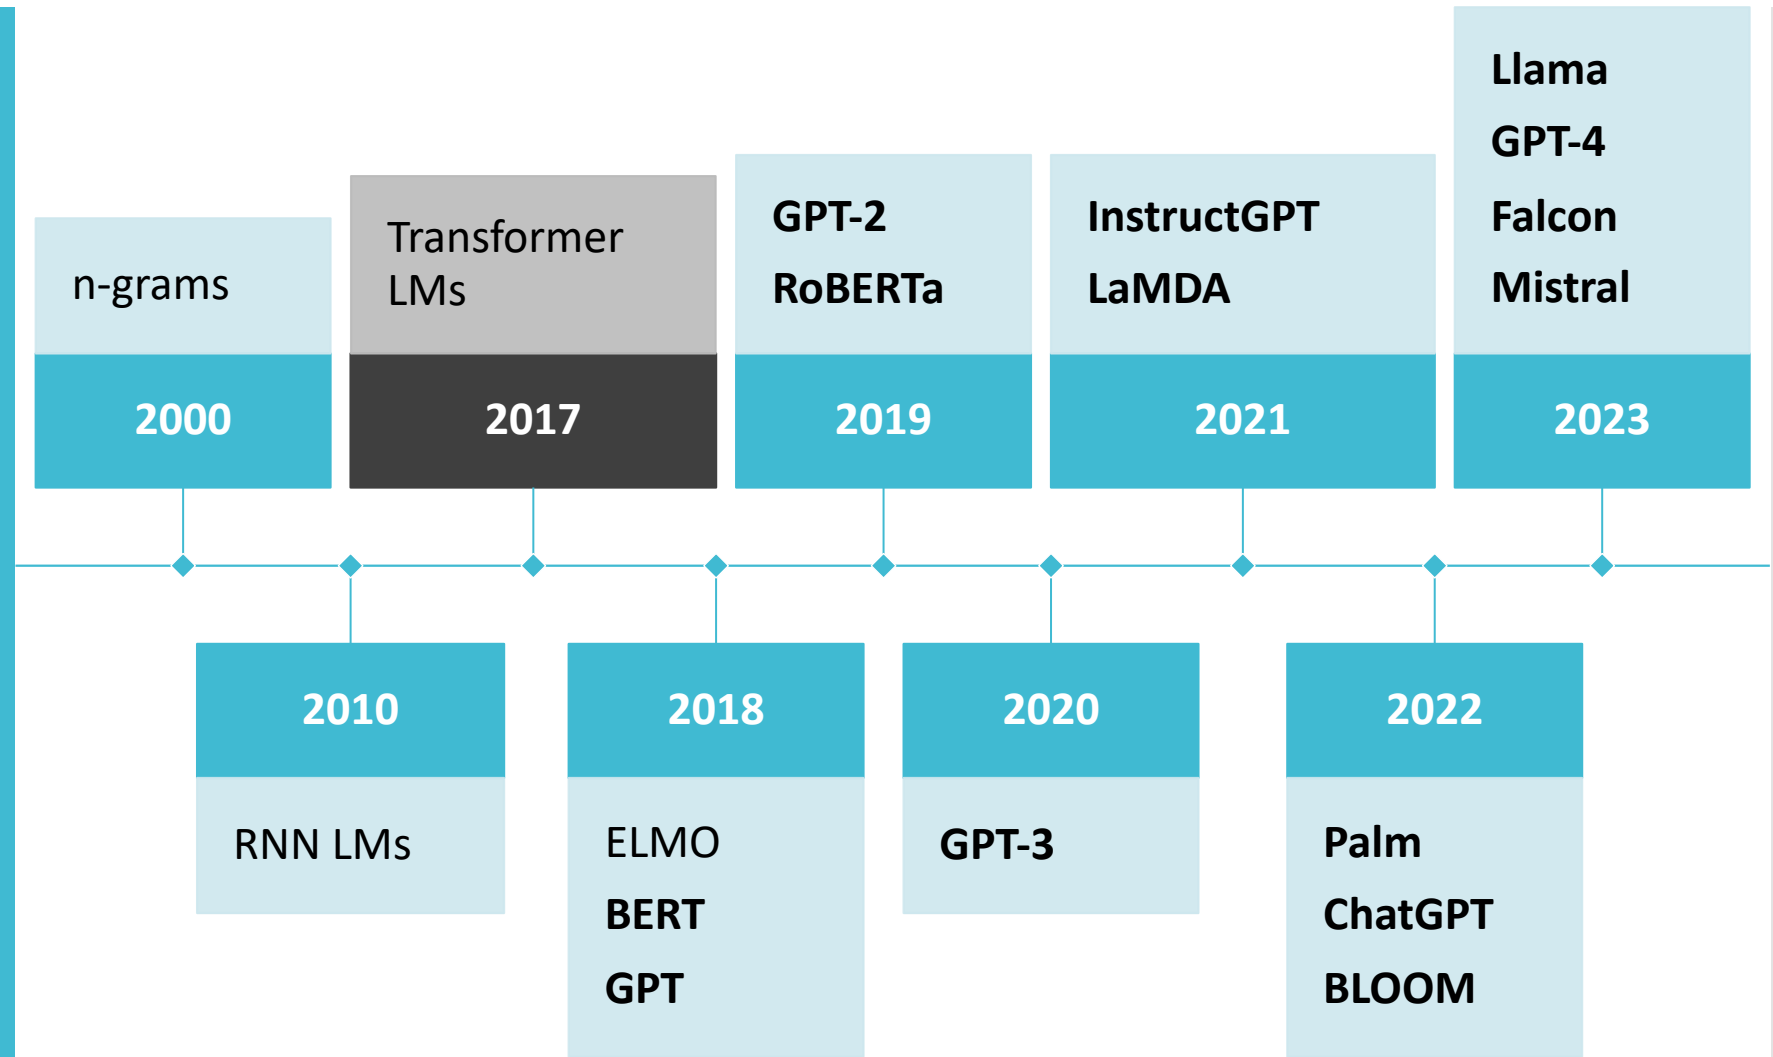 n-grams
2000
RNN LMs
2010
Transformer
LMs
2017
2018
ELMO
BERT
GPT
GPT-2
RoBERTa
2019
2020
GPT-3
InstructGPT
LaMDA
2021
2022
Palm
ChatGPT
BLOOM
Llama
GPT-4
Falcon
Mistral
2023